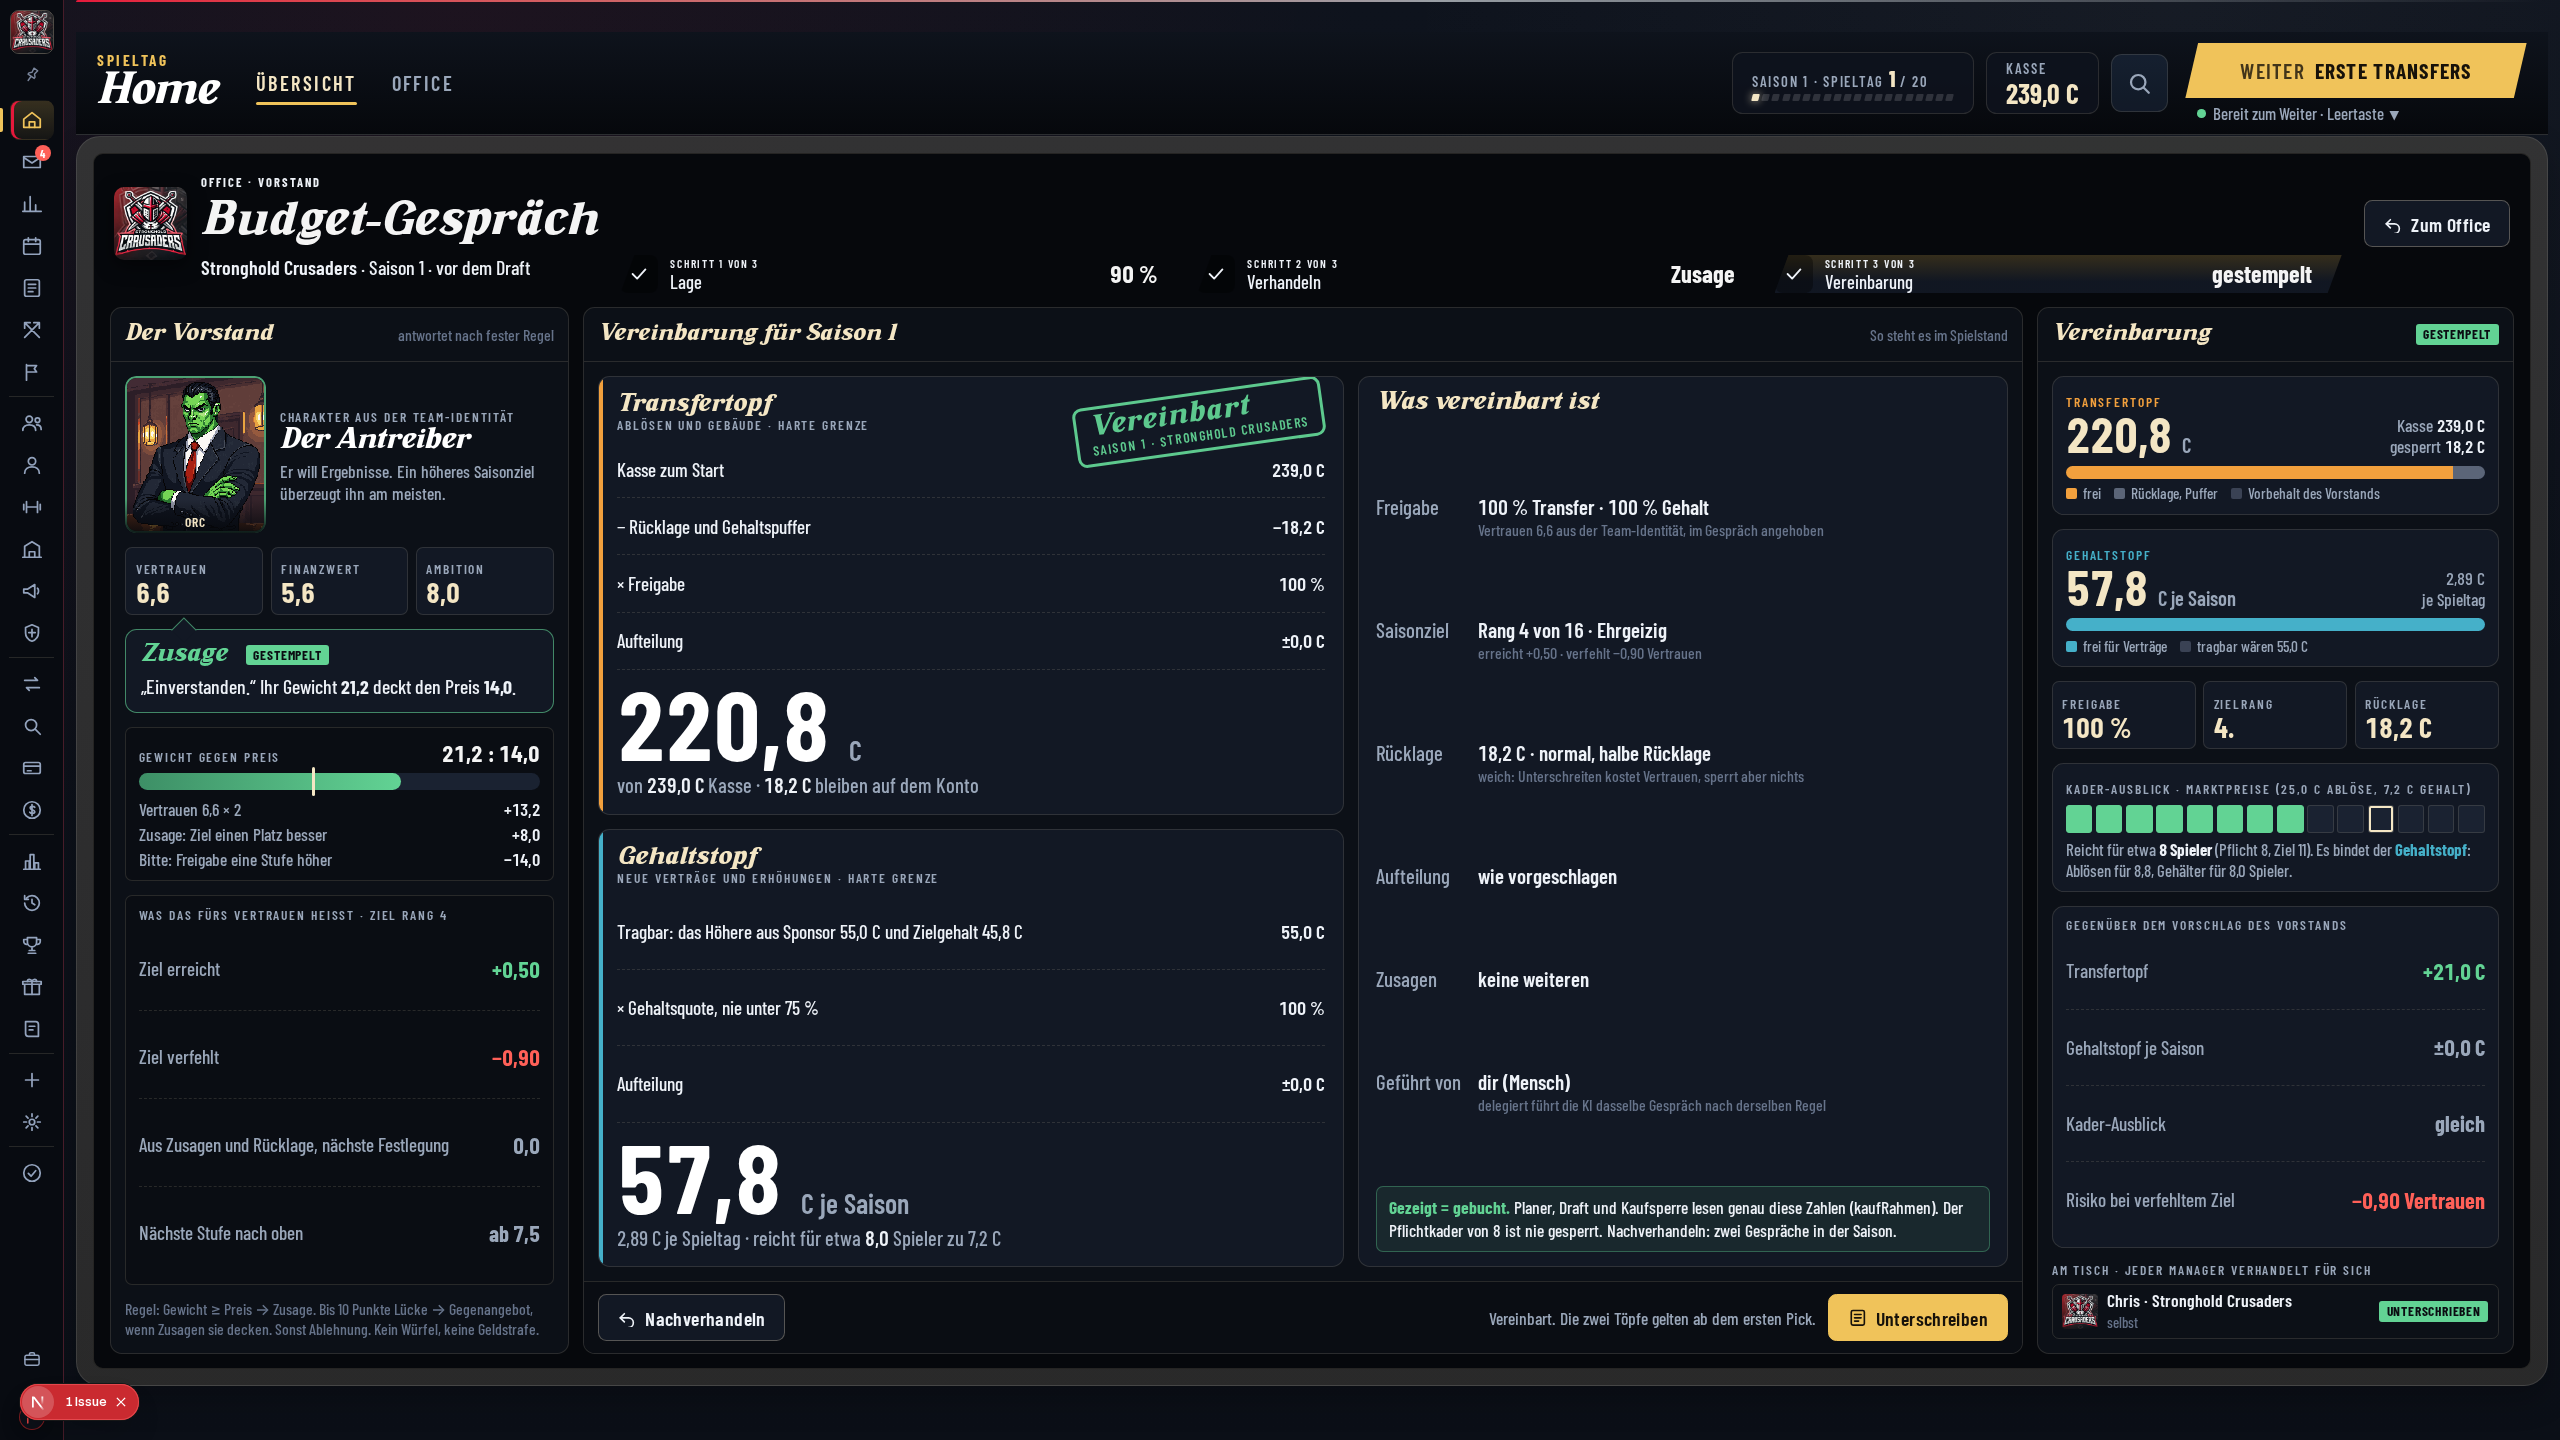 SPIELTAG
Home
ÜBERSICHT
OFFICE
SAISON 1 · SPIELTAG 1 / 20
KASSE
239,0 C
WEITER ERSTE TRANSFERS
Bereit zum Weiter · Leertaste ▼
4
OFFICE · VORSTAND
Budget-Gespräch
Stronghold Crusaders · Saison 1 · vor dem Draft
Zum Office
SCHRITT 1 VON 3
Lage
90 %
SCHRITT 2 VON 3
Verhandeln
Zusage
SCHRITT 3 VON 3
Vereinbarung
gestempelt
Der Vorstand
antwortet nach fester Regel
ORC
CHARAKTER AUS DER TEAM-IDENTITÄT
Der Antreiber
Er will Ergebnisse. Ein höheres Saisonziel
überzeugt ihn am meisten.
VERTRAUEN
6,6
FINANZWERT
5,6
AMBITION
8,0
Zusage GESTEMPELT
„Einverstanden.“ Ihr Gewicht 21,2 deckt den Preis 14,0.
GEWICHT GEGEN PREIS 21,2 : 14,0
Vertrauen 6,6 × 2 +13,2
Zusage: Ziel einen Platz besser +8,0
Bitte: Freigabe eine Stufe höher −14,0
WAS DAS FÜRS VERTRAUEN HEISST · ZIEL RANG 4
Ziel erreicht +0,50
Ziel verfehlt −0,90
Aus Zusagen und Rücklage, nächste Festlegung 0,0
Nächste Stufe nach oben ab 7,5
Regel: Gewicht ≥ Preis → Zusage. Bis 10 Punkte Lücke → Gegenangebot,
wenn Zusagen sie decken. Sonst Ablehnung. Kein Würfel, keine Geldstrafe.
Vereinbarung für Saison 1
So steht es im Spielstand
Transfertopf
ABLÖSEN UND GEBÄUDE · HARTE GRENZE
Vereinbart
SAISON 1 · STRONGHOLD CRUSADERS
Kasse zum Start 239,0 C
− Rücklage und Gehaltspuffer −18,2 C
× Freigabe 100 %
Aufteilung ±0,0 C
220,8 C
von 239,0 C Kasse · 18,2 C bleiben auf dem Konto
Gehaltstopf
NEUE VERTRÄGE UND ERHÖHUNGEN · HARTE GRENZE
Tragbar: das Höhere aus Sponsor 55,0 C und Zielgehalt 45,8 C 55,0 C
× Gehaltsquote, nie unter 75 % 100 %
Aufteilung ±0,0 C
57,8 C je Saison
2,89 C je Spieltag · reicht für etwa 8,0 Spieler zu 7,2 C
Was vereinbart ist
Freigabe 100 % Transfer · 100 % Gehalt
Vertrauen 6,6 aus der Team-Identität, im Gespräch angehoben
Saisonziel Rang 4 von 16 · Ehrgeizig
erreicht +0,50 · verfehlt −0,90 Vertrauen
Rücklage 18,2 C · normal, halbe Rücklage
weich: Unterschreiten kostet Vertrauen, sperrt aber nichts
Aufteilung wie vorgeschlagen
Zusagen keine weiteren
Geführt von dir (Mensch)
delegiert führt die KI dasselbe Gespräch nach derselben Regel
Gezeigt = gebucht. Planer, Draft und Kaufsperre lesen genau diese Zahlen (kaufRahmen). Der
Pflichtkader von 8 ist nie gesperrt. Nachverhandeln: zwei Gespräche in der Saison.
Nachverhandeln
Vereinbart. Die zwei Töpfe gelten ab dem ersten Pick.
Unterschreiben
Vereinbarung GESTEMPELT
TRANSFERTOPF
220,8 C
Kasse 239,0 C
gesperrt 18,2 C
frei Rücklage, Puffer Vorbehalt des Vorstands
GEHALTSTOPF
57,8 C je Saison
2,89 C
je Spieltag
frei für Verträge tragbar wären 55,0 C
FREIGABE
100 %
ZIELRANG
4.
RÜCKLAGE
18,2 C
KADER-AUSBLICK · MARKTPREISE (25,0 C ABLÖSE, 7,2 C GEHALT)
Reicht für etwa 8 Spieler (Pflicht 8, Ziel 11). Es bindet der Gehaltstopf:
Ablösen für 8,8, Gehälter für 8,0 Spieler.
GEGENÜBER DEM VORSCHLAG DES VORSTANDS
Transfertopf +21,0 C
Gehaltstopf je Saison ±0,0 C
Kader-Ausblick gleich
Risiko bei verfehltem Ziel −0,90 Vertrauen
AM TISCH · JEDER MANAGER VERHANDELT FÜR SICH
Chris · Stronghold Crusaders
selbst
UNTERSCHRIEBEN
N 1 Issue